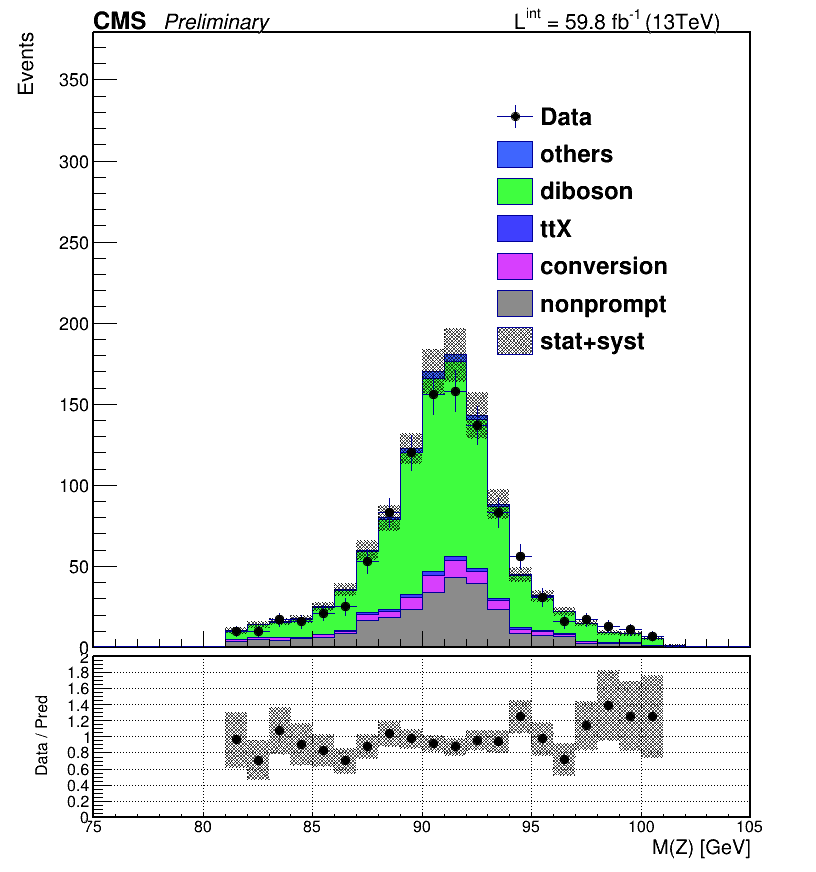 CMS Preliminary L^int = 59.8 fb^-1 (13TeV)
Events
350
300
250
200
150
100
50
0
Data
others
diboson
ttX
conversion
nonprompt
stat+syst
Data / Pred
2
1.8
1.6
1.4
1.2
1
0.8
0.6
0.4
0.2
0
75 80 85 90 95 100 105
M(Z) [GeV]